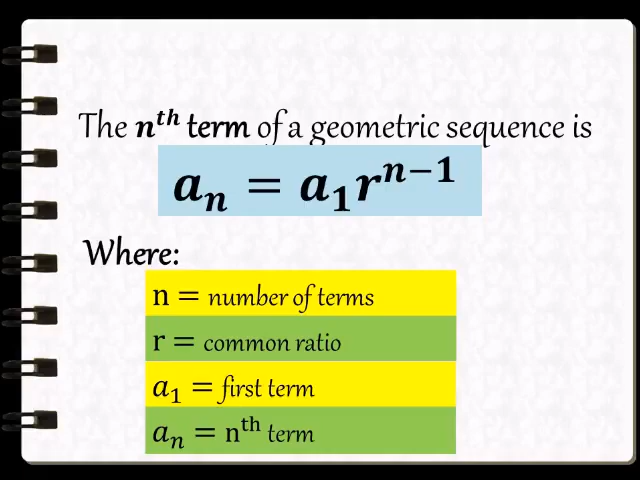 The nᵗʰ term of a geometric sequence is
aₙ = a₁rⁿ⁻¹
Where:
n = number of terms
r = common ratio
a₁ = first term
aₙ = nᵗʰ term